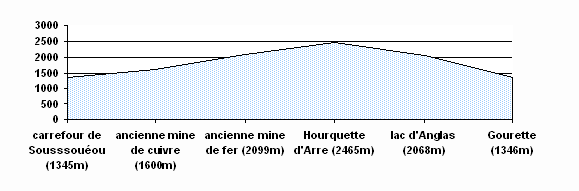 3000
2500
2000
1500
1000
500
0
carrefour de ancienne mine ancienne mine Hourquette lac d'Anglas Gourette
Sousssouéou de cuivre de fer (2099m) d'Arre (2465m) (2068m) (1346m)
(1345m) (1600m)